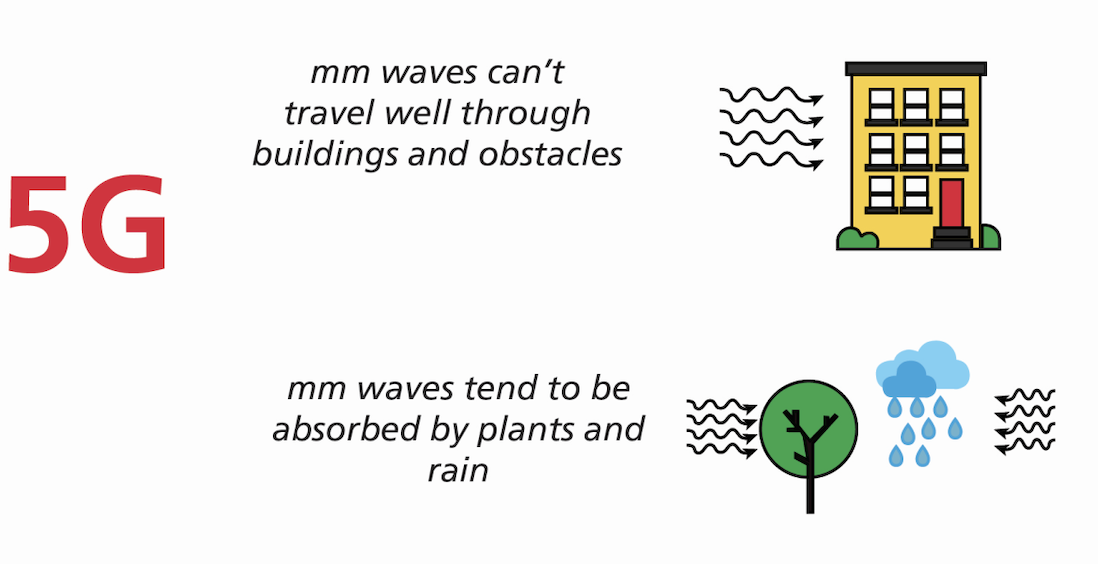 mm waves can't
travel well through
buildings and obstacles
5G
mm waves tend to be
absorbed by plants and
rain